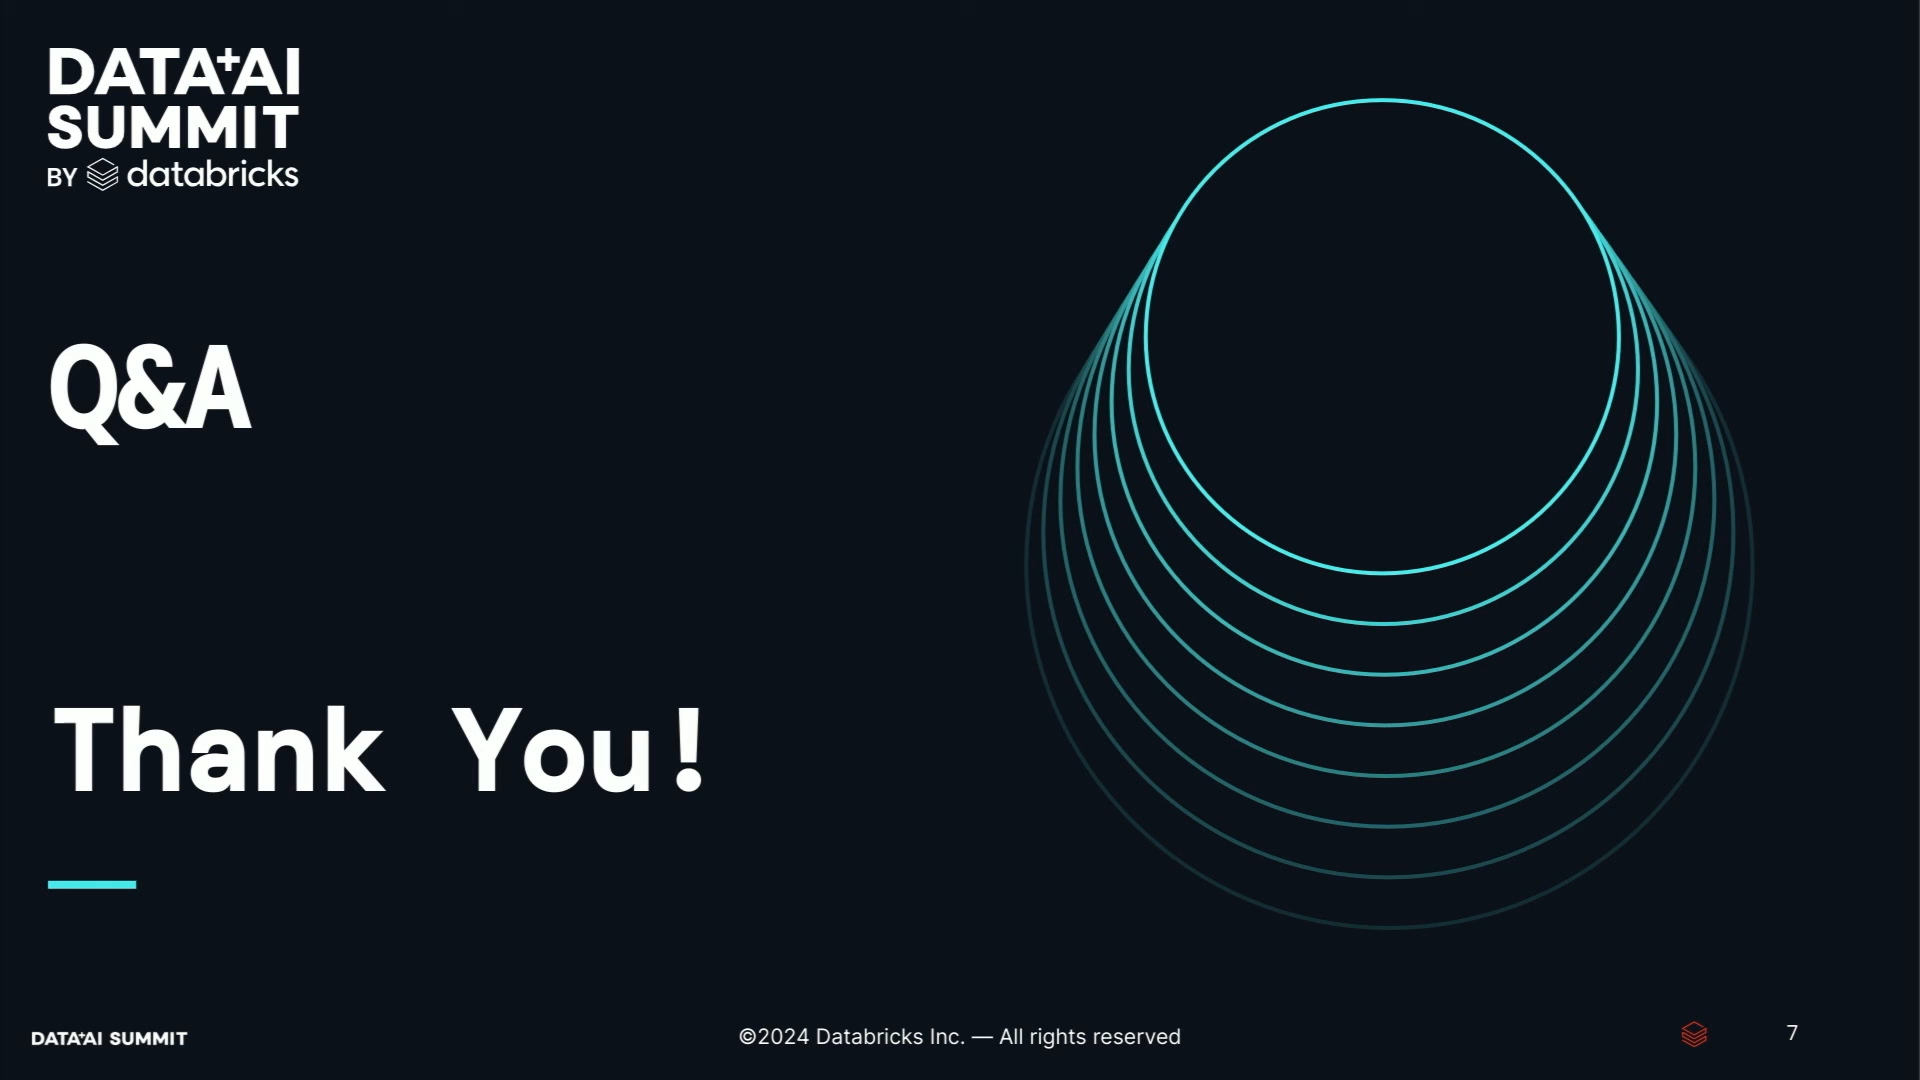 DATA+AI
SUMMIT
BY databricks
Q&A
Thank You!
DATA+AI SUMMIT
©2024 Databricks Inc. — All rights reserved
7